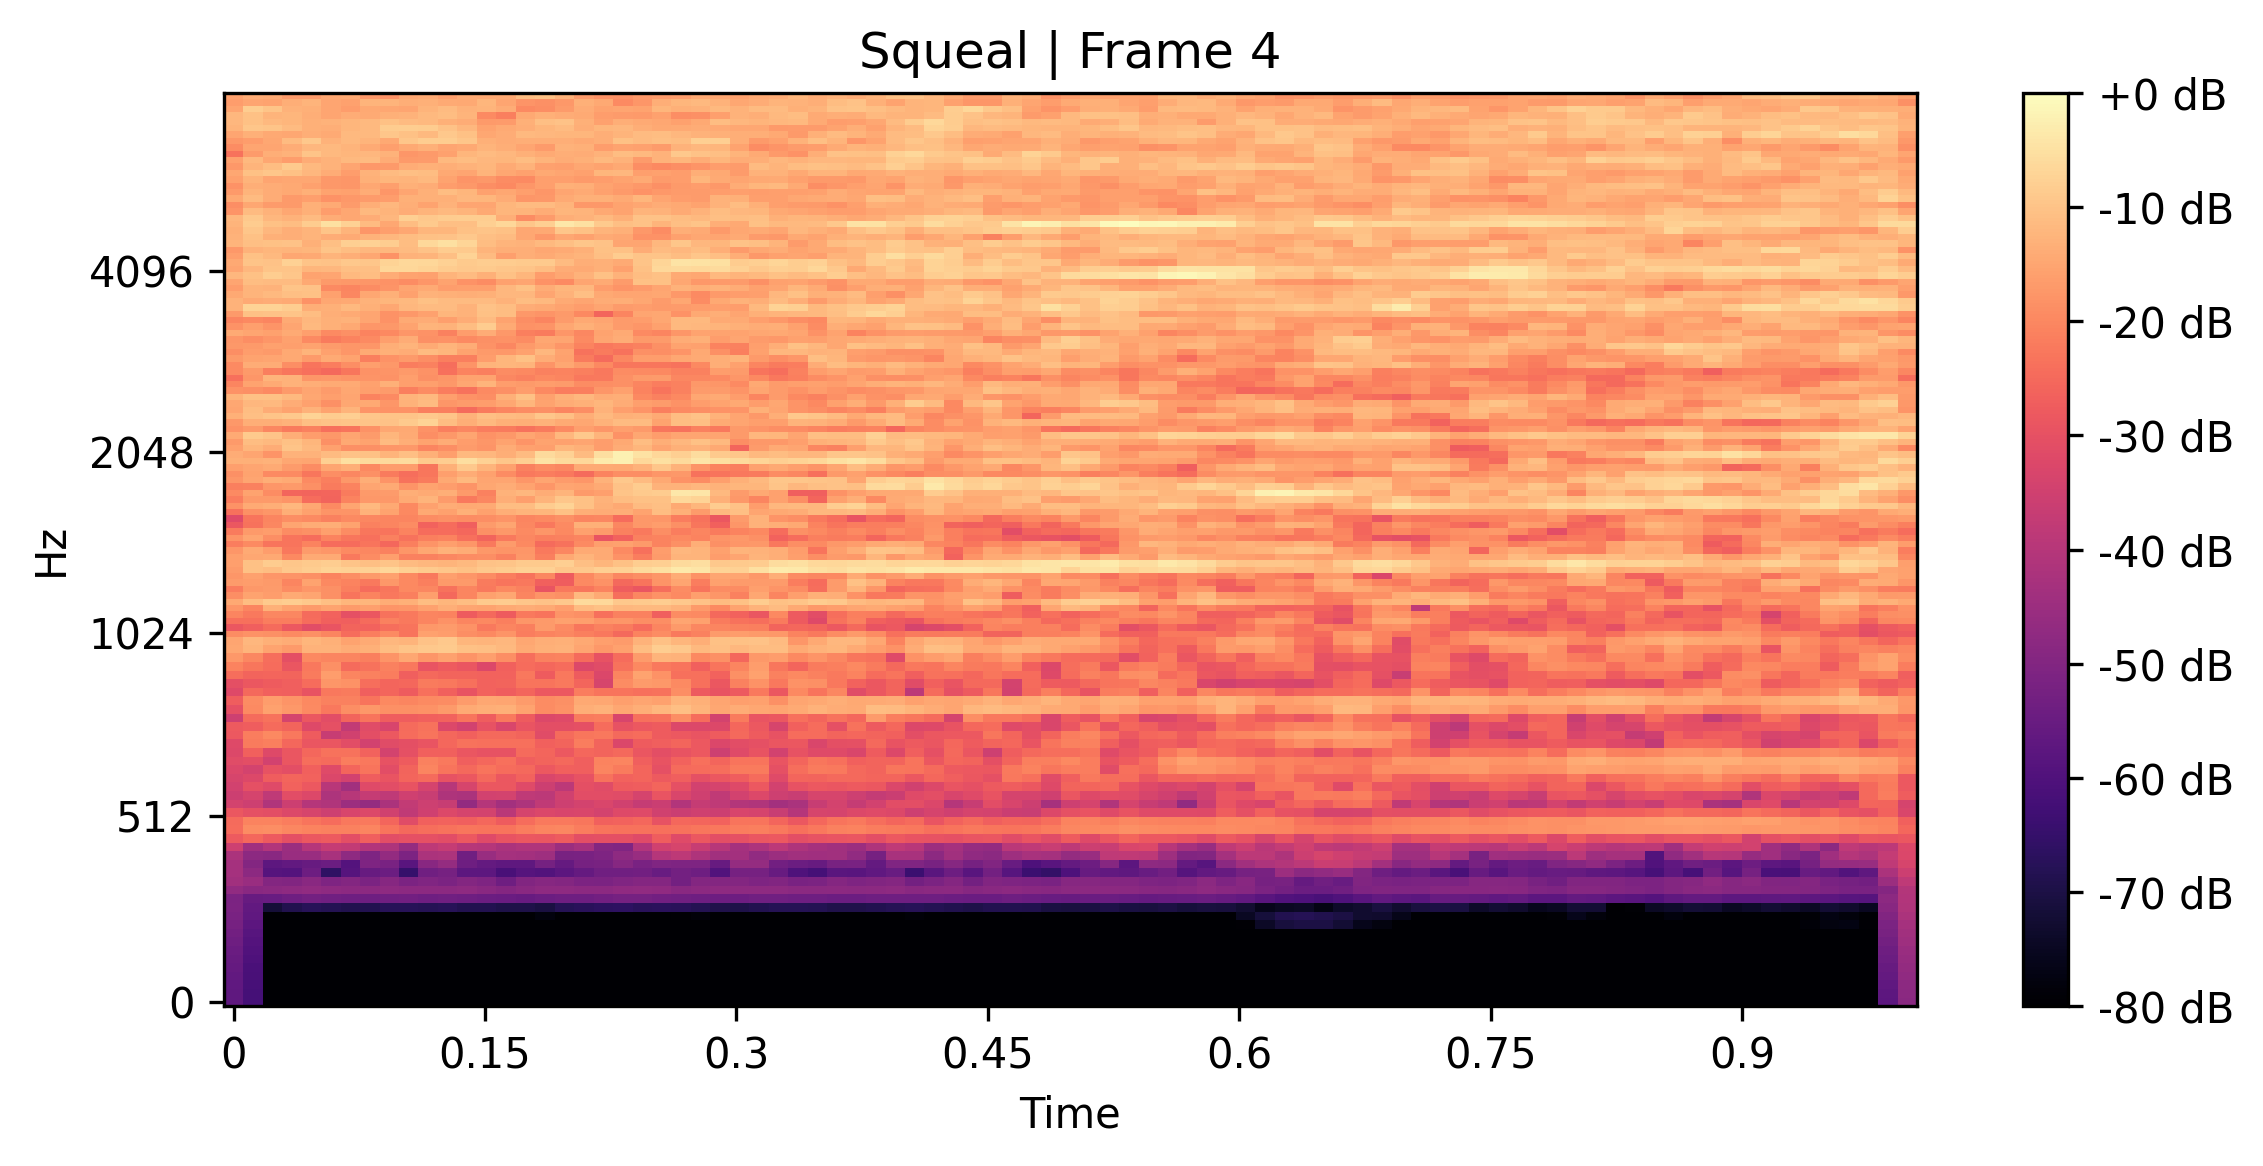 Squeal | Frame 4
+0 dB
-10 dB
-20 dB
-30 dB
-40 dB
-50 dB
-60 dB
-70 dB
-80 dB
Hz
4096
2048
1024
512
0
0 0.15 0.3 0.45 0.6 0.75 0.9
Time